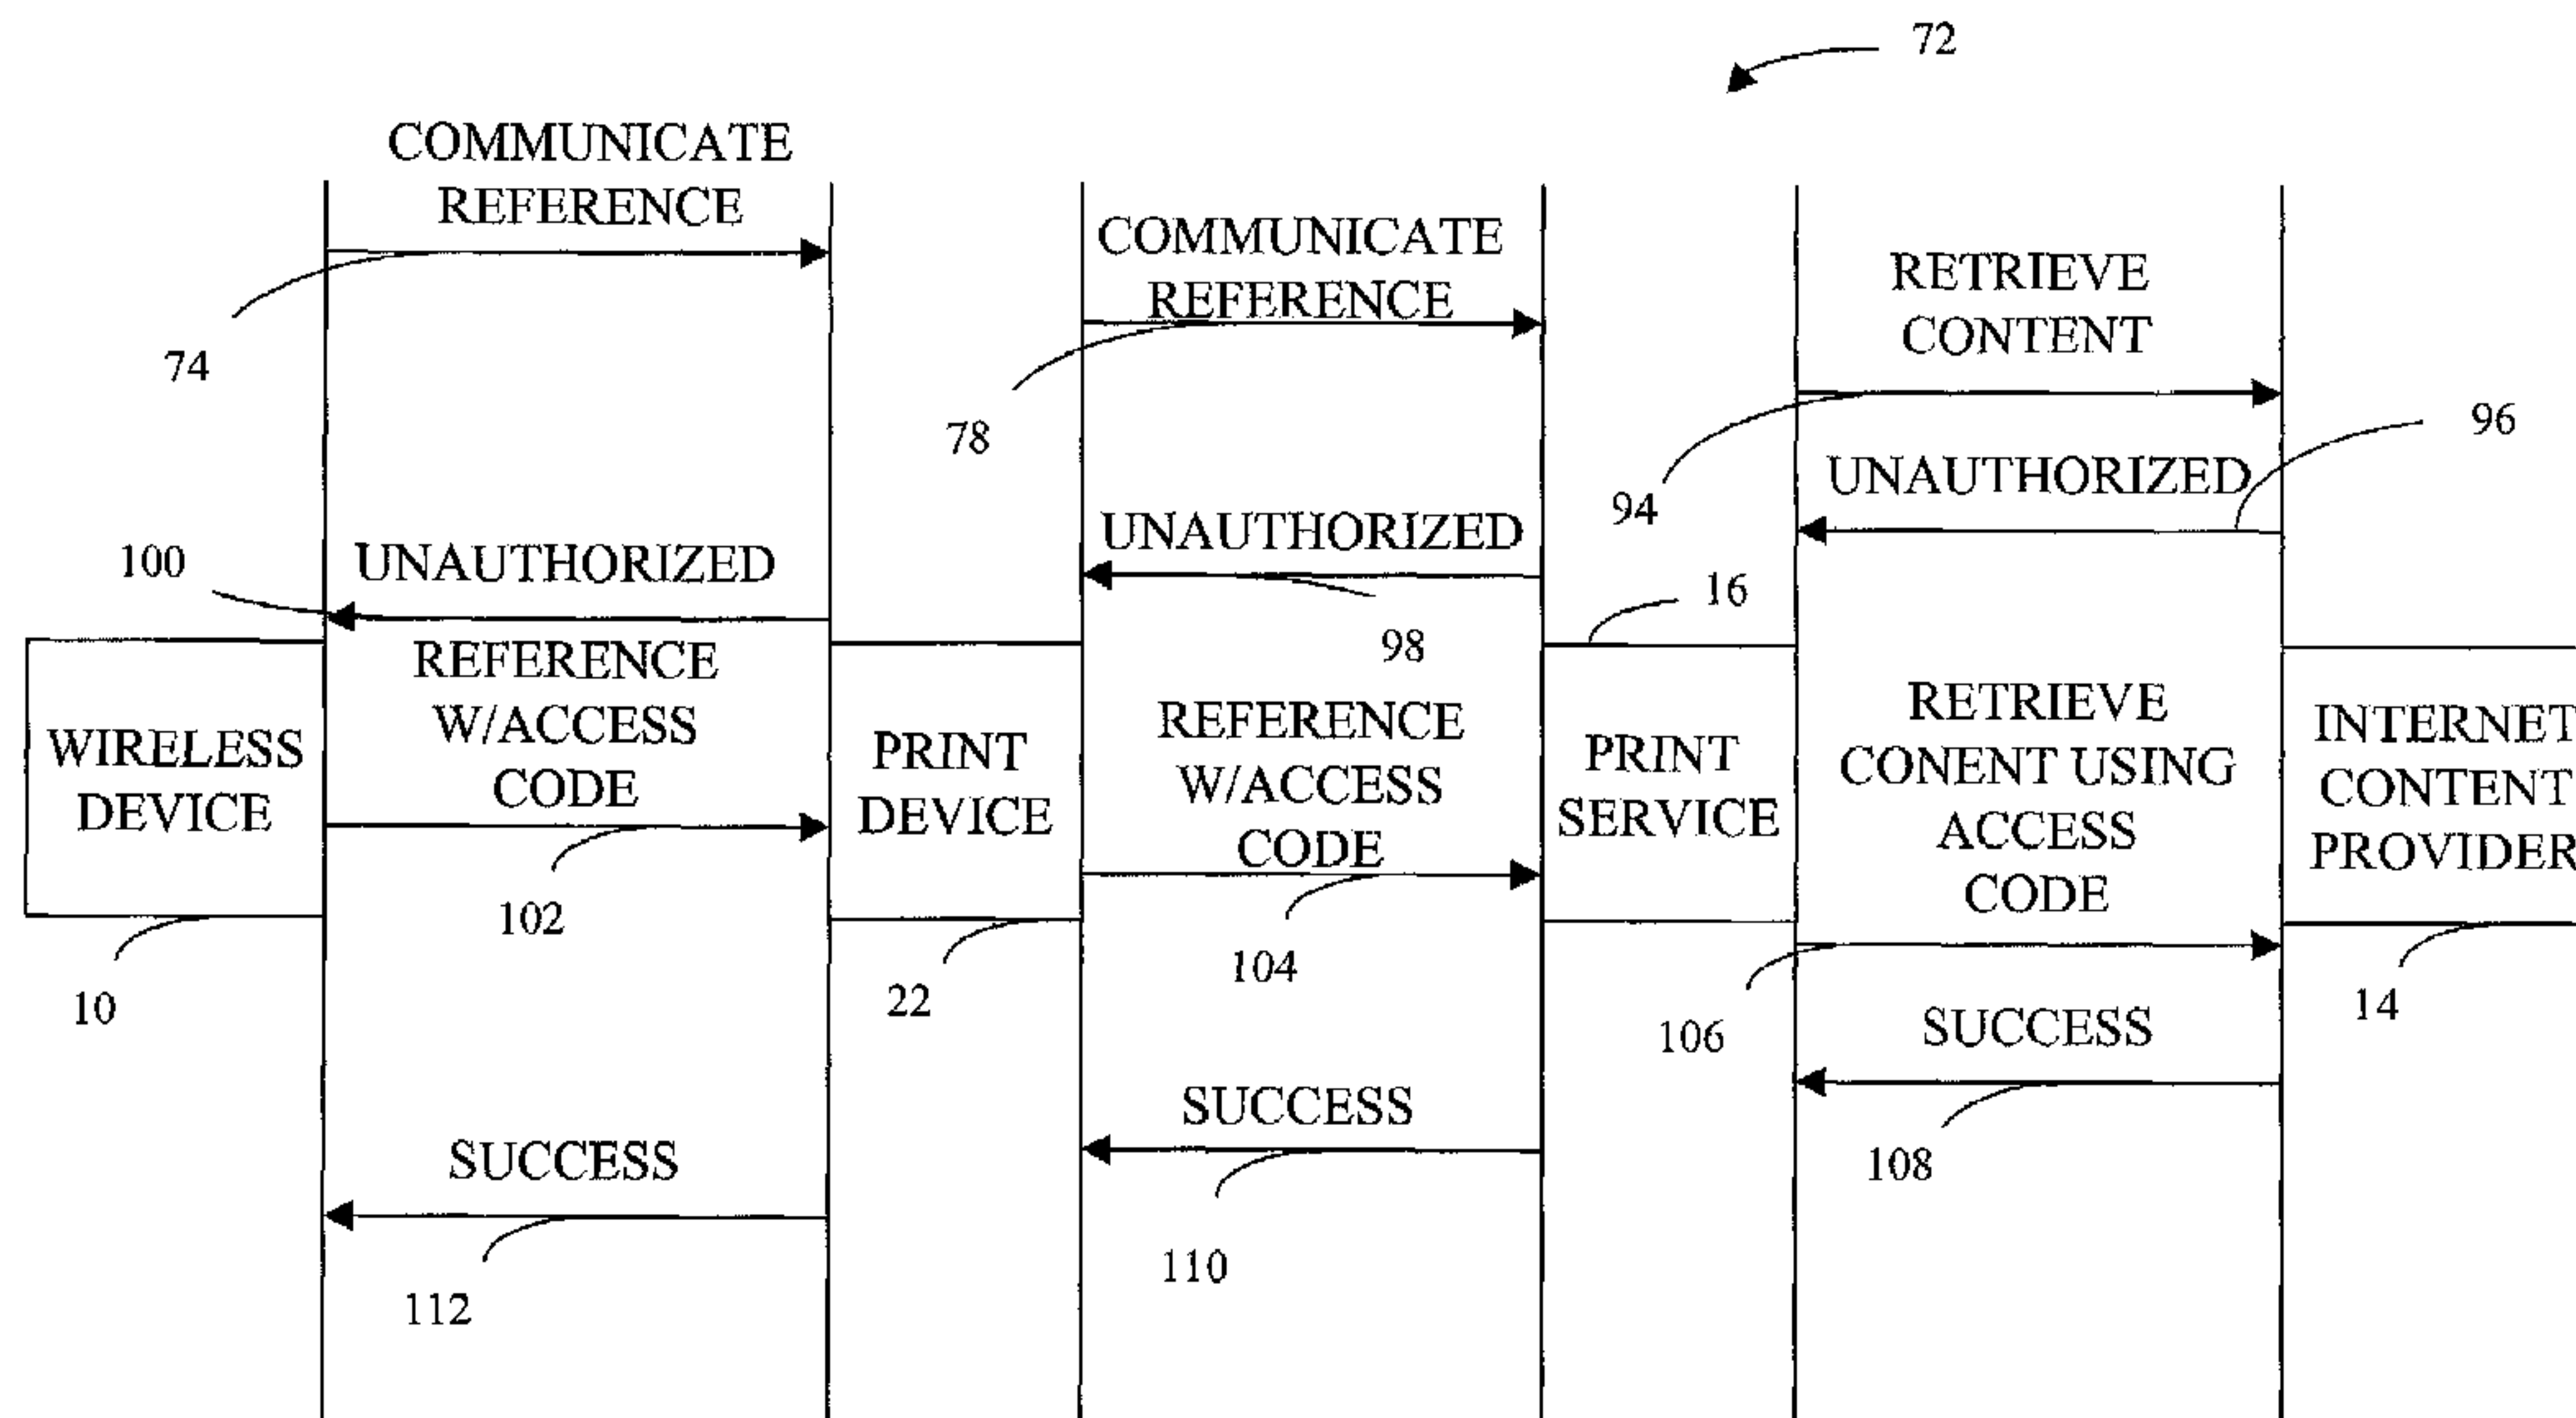 72
COMMUNICATE
REFERENCE
74
COMMUNICATE
REFERENCE
78
RETRIEVE
CONTENT
94
UNAUTHORIZED
96
UNAUTHORIZED
98
UNAUTHORIZED
100
16
WIRELESS
DEVICE
10
REFERENCE
W/ACCESS
CODE
102
PRINT
DEVICE
22
REFERENCE
W/ACCESS
CODE
104
PRINT
SERVICE
RETRIEVE
CONENT USING
ACCESS
CODE
106
INTERNET
CONTENT
PROVIDER
14
SUCCESS
108
SUCCESS
110
SUCCESS
112